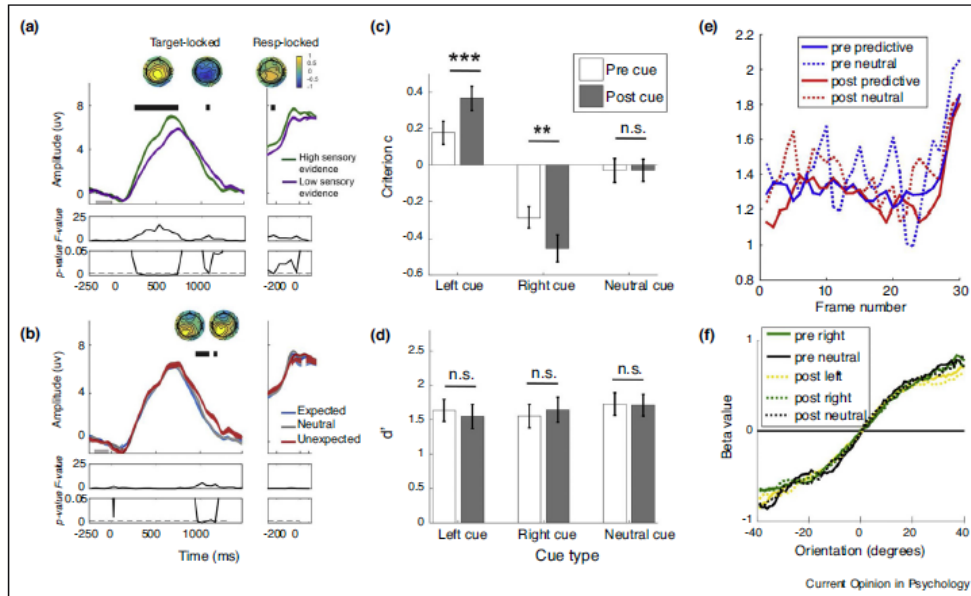 (a)
Target-locked
Resp-locked
1
0.5
0
-0.5
-1
8
4
0
Amplitude (uv)
High sensory
evidence
Low sensory
evidence
25
0
F-value
0.05
0
p-value
-250 0 500 1000
-200 0
(b)
8
4
0
Amplitude (uv)
Expected
Neutral
Unexpected
25
0
F-value
0.05
0
p-value
-250 0 500 1000
-200 0
Time (ms)
(c)
***
**
n.s.
Pre cue
Post cue
0.4
0.2
0
-0.2
-0.4
-0.6
Criterion c
Left cue Right cue Neutral cue
(d)
n.s. n.s. n.s.
2.5
2
1.5
1
0.5
0
d'
Left cue Right cue Neutral cue
Cue type
(e)
2.2
2
1.8
1.6
1.4
1.2
1
0.8
pre predictive
pre neutral
post predictive
post neutral
0 10 20 30
Frame number
(f)
1
0
-1
Beta value
pre right
pre neutral
post left
post right
post neutral
-40 -20 0 20 40
Orientation (degrees)
Current Opinion in Psychology